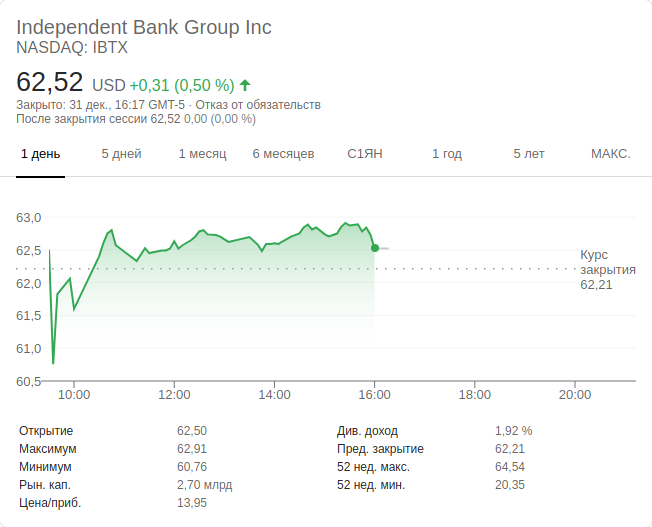 Independent Bank Group Inc
NASDAQ: IBTX
62,52 USD +0,31 (0,50 %)
Закрыто: 31 дек., 16:17 GMT-5 · Отказ от обязательств
После закрытия сессии 62,52 0,00 (0,00 %)
1 день 5 дней 1 месяц 6 месяцев С1ЯН 1 год 5 лет МАКС.
63,0
62,5
Курс
закрытия
62,21
62,0
61,5
61,0
60,5
10:00 12:00 14:00 16:00 18:00 20:00
Открытие 62,50 Див. доход 1,92 %
Максимум 62,91 Пред. закрытие 62,21
Минимум 60,76 52 нед. макс. 64,54
Рын. кап. 2,70 млрд 52 нед. мин. 20,35
Цена/приб. 13,95